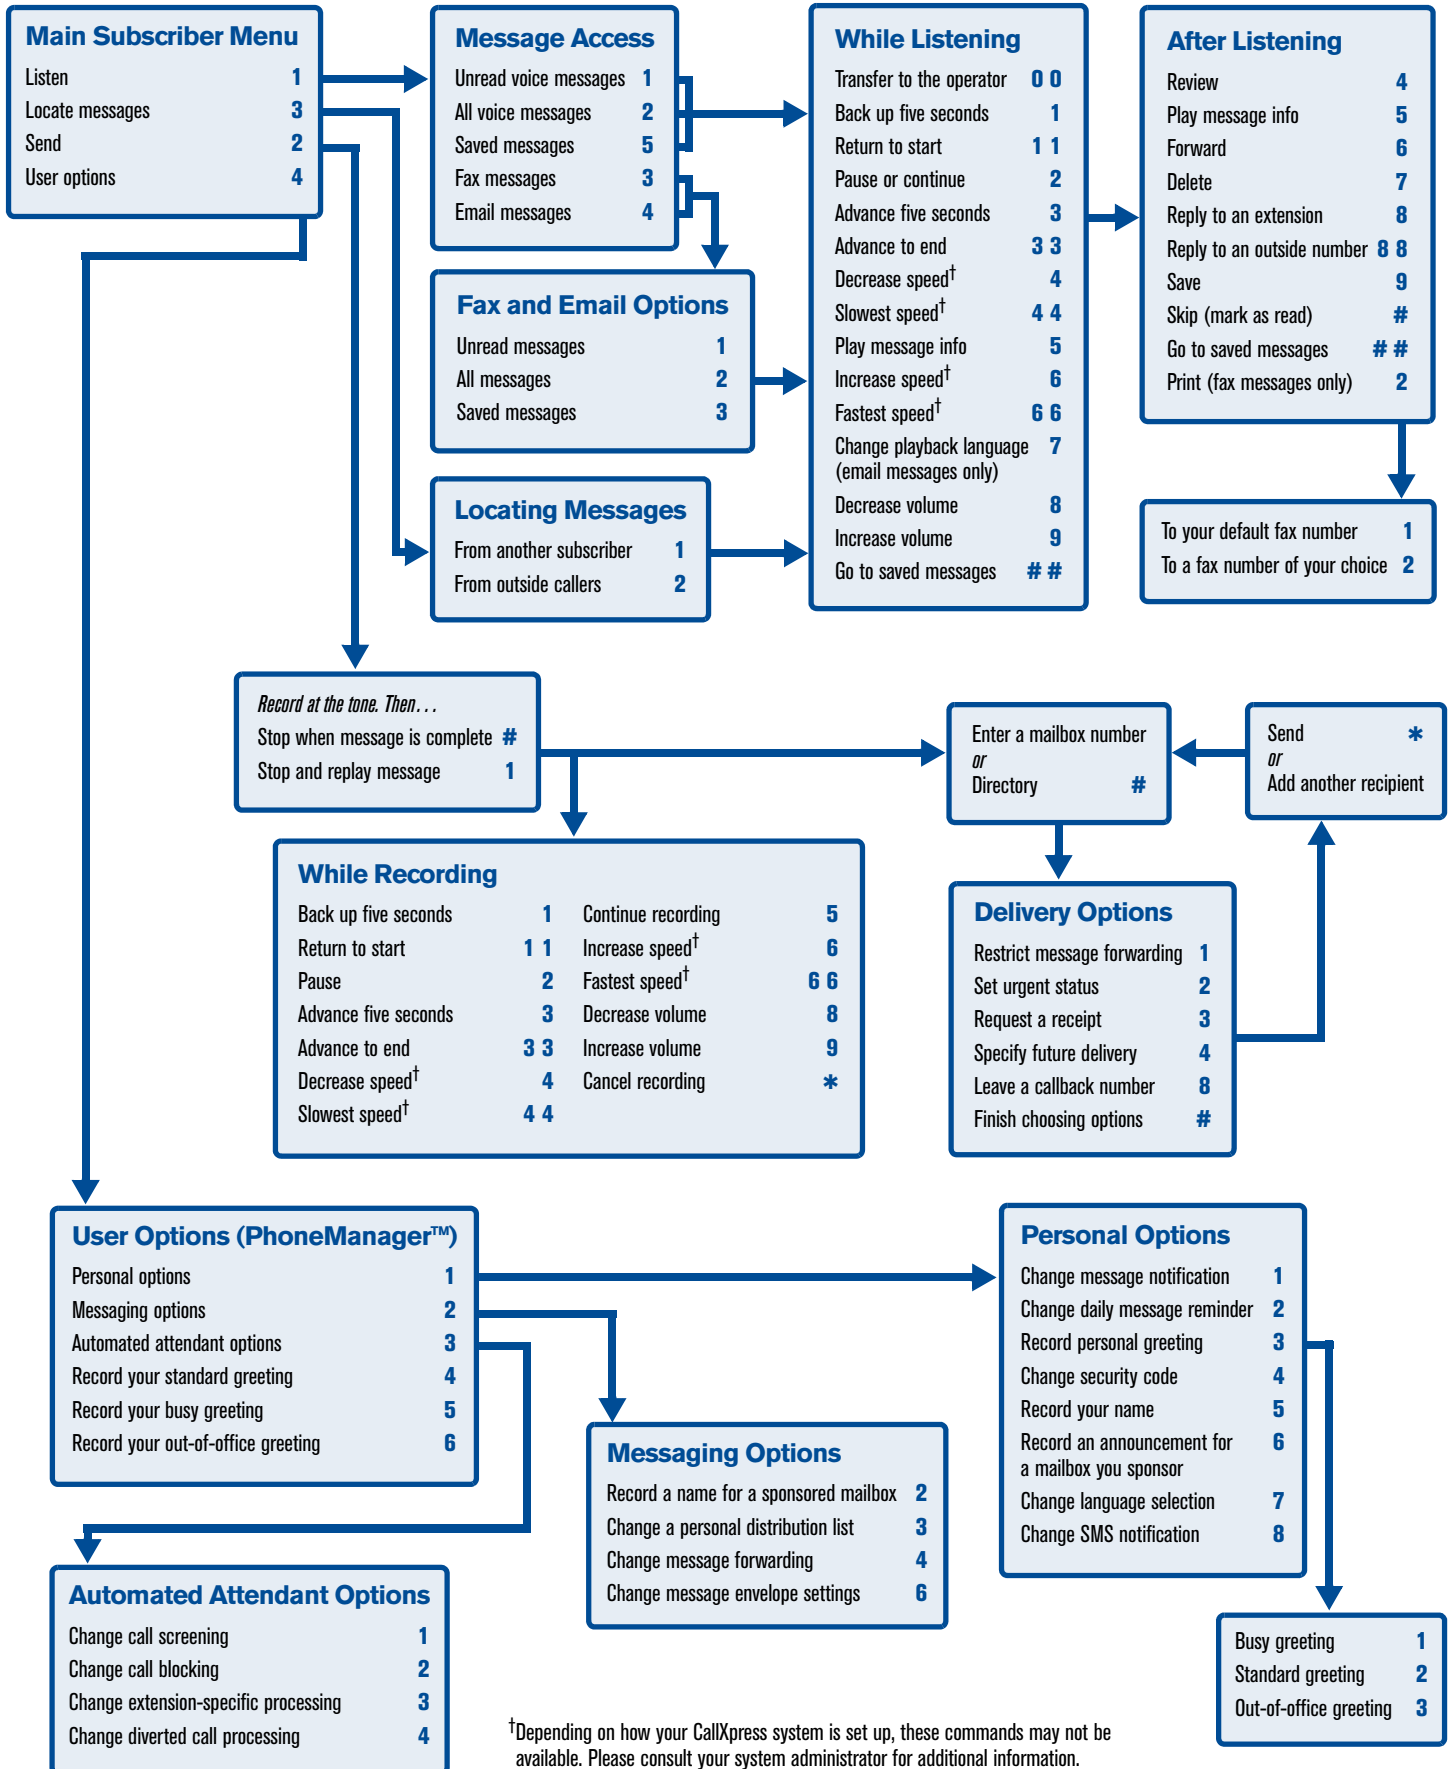 Main Subscriber Menu
Listen 1
Locate messages 3
Send 2
User options 4
Message Access
Unread voice messages 1
All voice messages 2
Saved messages 5
Fax messages 3
Email messages 4
Fax and Email Options
Unread messages 1
All messages 2
Saved messages 3
Locating Messages
From another subscriber 1
From outside callers 2
While Listening
Transfer to the operator 0 0
Back up five seconds 1
Return to start 1 1
Pause or continue 2
Advance five seconds 3
Advance to end 3 3
Decrease speed† 4
Slowest speed† 4 4
Play message info 5
Increase speed† 6
Fastest speed† 6 6
Change playback language 7
(email messages only)
Decrease volume 8
Increase volume 9
Go to saved messages # #
After Listening
Review 4
Play message info 5
Forward 6
Delete 7
Reply to an extension 8
Reply to an outside number 8 8
Save 9
Skip (mark as read) #
Go to saved messages # #
Print (fax messages only) 2
To your default fax number 1
To a fax number of your choice 2
Record at the tone. Then . . .
Stop when message is complete #
Stop and replay message 1
Enter a mailbox number
or
Directory #
Send *
or
Add another recipient
While Recording
Back up five seconds 1
Return to start 1 1
Pause 2
Advance five seconds 3
Advance to end 3 3
Decrease speed† 4
Slowest speed† 4 4
Continue recording 5
Increase speed† 6
Fastest speed† 6 6
Decrease volume 8
Increase volume 9
Cancel recording *
Delivery Options
Restrict message forwarding 1
Set urgent status 2
Request a receipt 3
Specify future delivery 4
Leave a callback number 8
Finish choosing options #
User Options (PhoneManager™)
Personal options 1
Messaging options 2
Automated attendant options 3
Record your standard greeting 4
Record your busy greeting 5
Record your out-of-office greeting 6
Personal Options
Change message notification 1
Change daily message reminder 2
Record personal greeting 3
Change security code 4
Record your name 5
Record an announcement for 6
a mailbox you sponsor
Change language selection 7
Change SMS notification 8
Messaging Options
Record a name for a sponsored mailbox 2
Change a personal distribution list 3
Change message forwarding 4
Change message envelope settings 6
Automated Attendant Options
Change call screening 1
Change call blocking 2
Change extension-specific processing 3
Change diverted call processing 4
Busy greeting 1
Standard greeting 2
Out-of-office greeting 3
†Depending on how your CallXpress system is set up, these commands may not be
available. Please consult your system administrator for additional information.